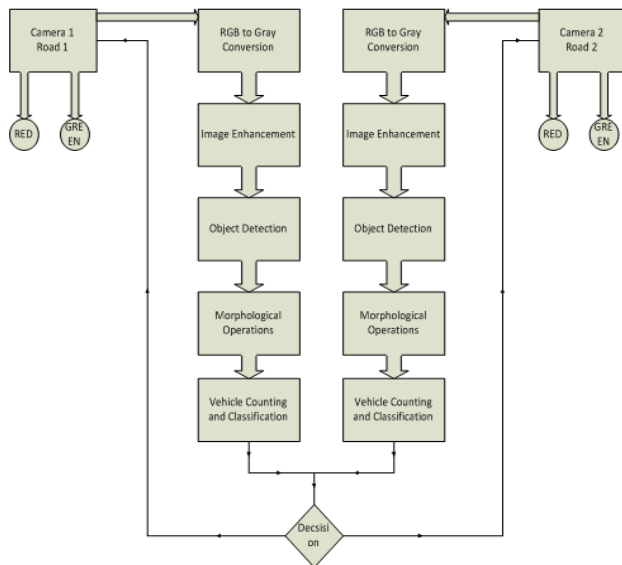 Camera 1
Road 1
RGB to Gray
Conversion
RGB to Gray
Conversion
Camera 2
Road 2
RED
GRE
EN
Image Enhancement
Image Enhancement
RED
GRE
EN
Object Detection
Object Detection
Morphological
Operations
Morphological
Operations
Vehicle Counting
and Classification
Vehicle Counting
and Classification
Decsisi
on